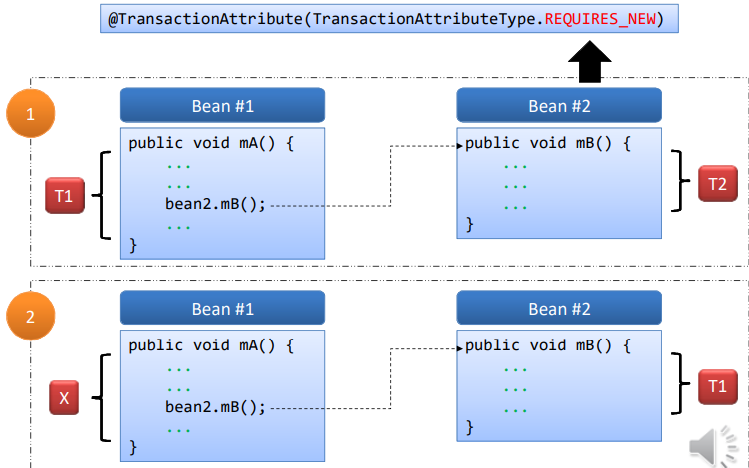 @TransactionAttribute(TransactionAttributeType.REQUIRES_NEW)
1
Bean #1
public void mA() {
...
...
bean2.mB();
...
}
T1
Bean #2
public void mB() {
...
...
...
}
T2
2
Bean #1
public void mA() {
...
...
bean2.mB();
...
}
X
Bean #2
public void mB() {
...
...
...
}
T1